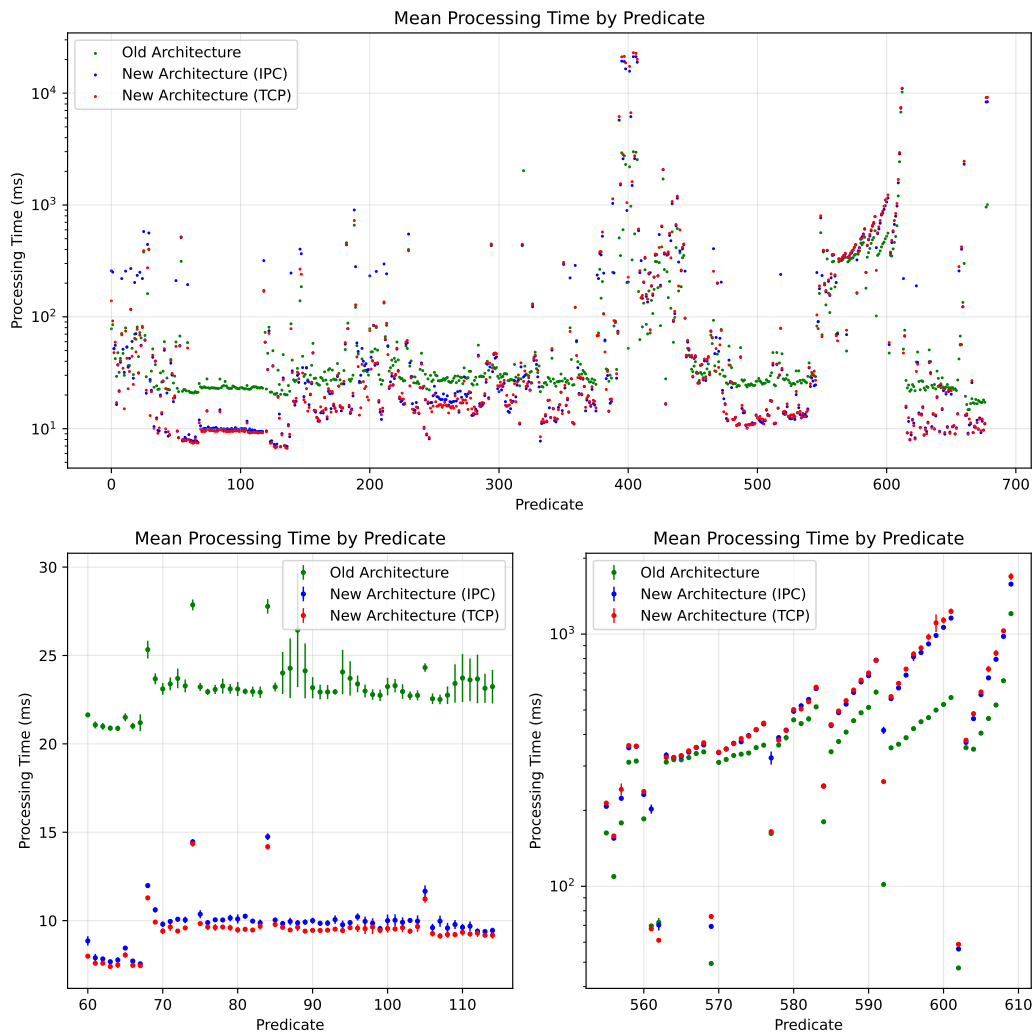 Mean Processing Time by Predicate
Old Architecture
New Architecture (IPC)
New Architecture (TCP)
Processing Time (ms)
10^4
10^3
10^2
10^1
0 100 200 300 400 500 600 700
Predicate
Mean Processing Time by Predicate
Old Architecture
New Architecture (IPC)
New Architecture (TCP)
Processing Time (ms)
30
25
20
15
10
60 70 80 90 100 110
Predicate
Mean Processing Time by Predicate
Old Architecture
New Architecture (IPC)
New Architecture (TCP)
Processing Time (ms)
10^3
10^2
560 570 580 590 600 610
Predicate